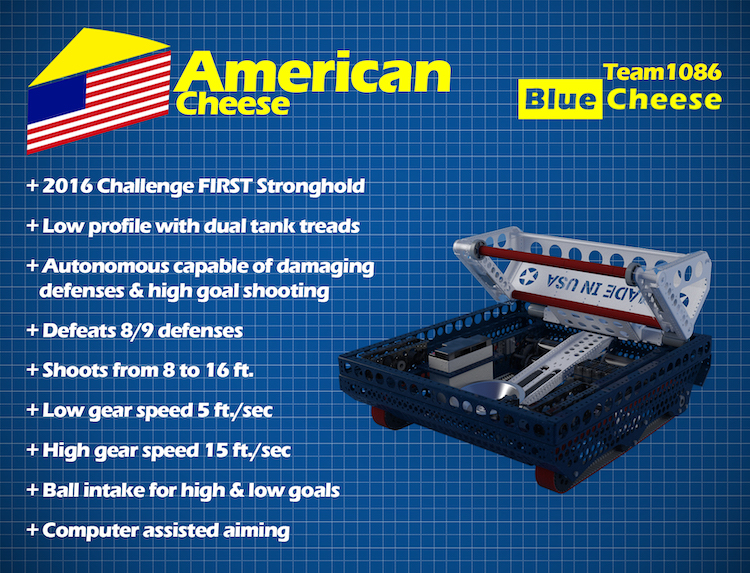 American
Cheese
Team1086
Blue Cheese
+ 2016 Challenge FIRST Stronghold
+ Low profile with dual tank treads
+ Autonomous capable of damaging
defenses & high goal shooting
+ Defeats 8/9 defenses
+ Shoots from 8 to 16 ft.
+ Low gear speed 5 ft./sec
+ High gear speed 15 ft./sec
+ Ball intake for high & low goals
+ Computer assisted aiming
MADE IN USA